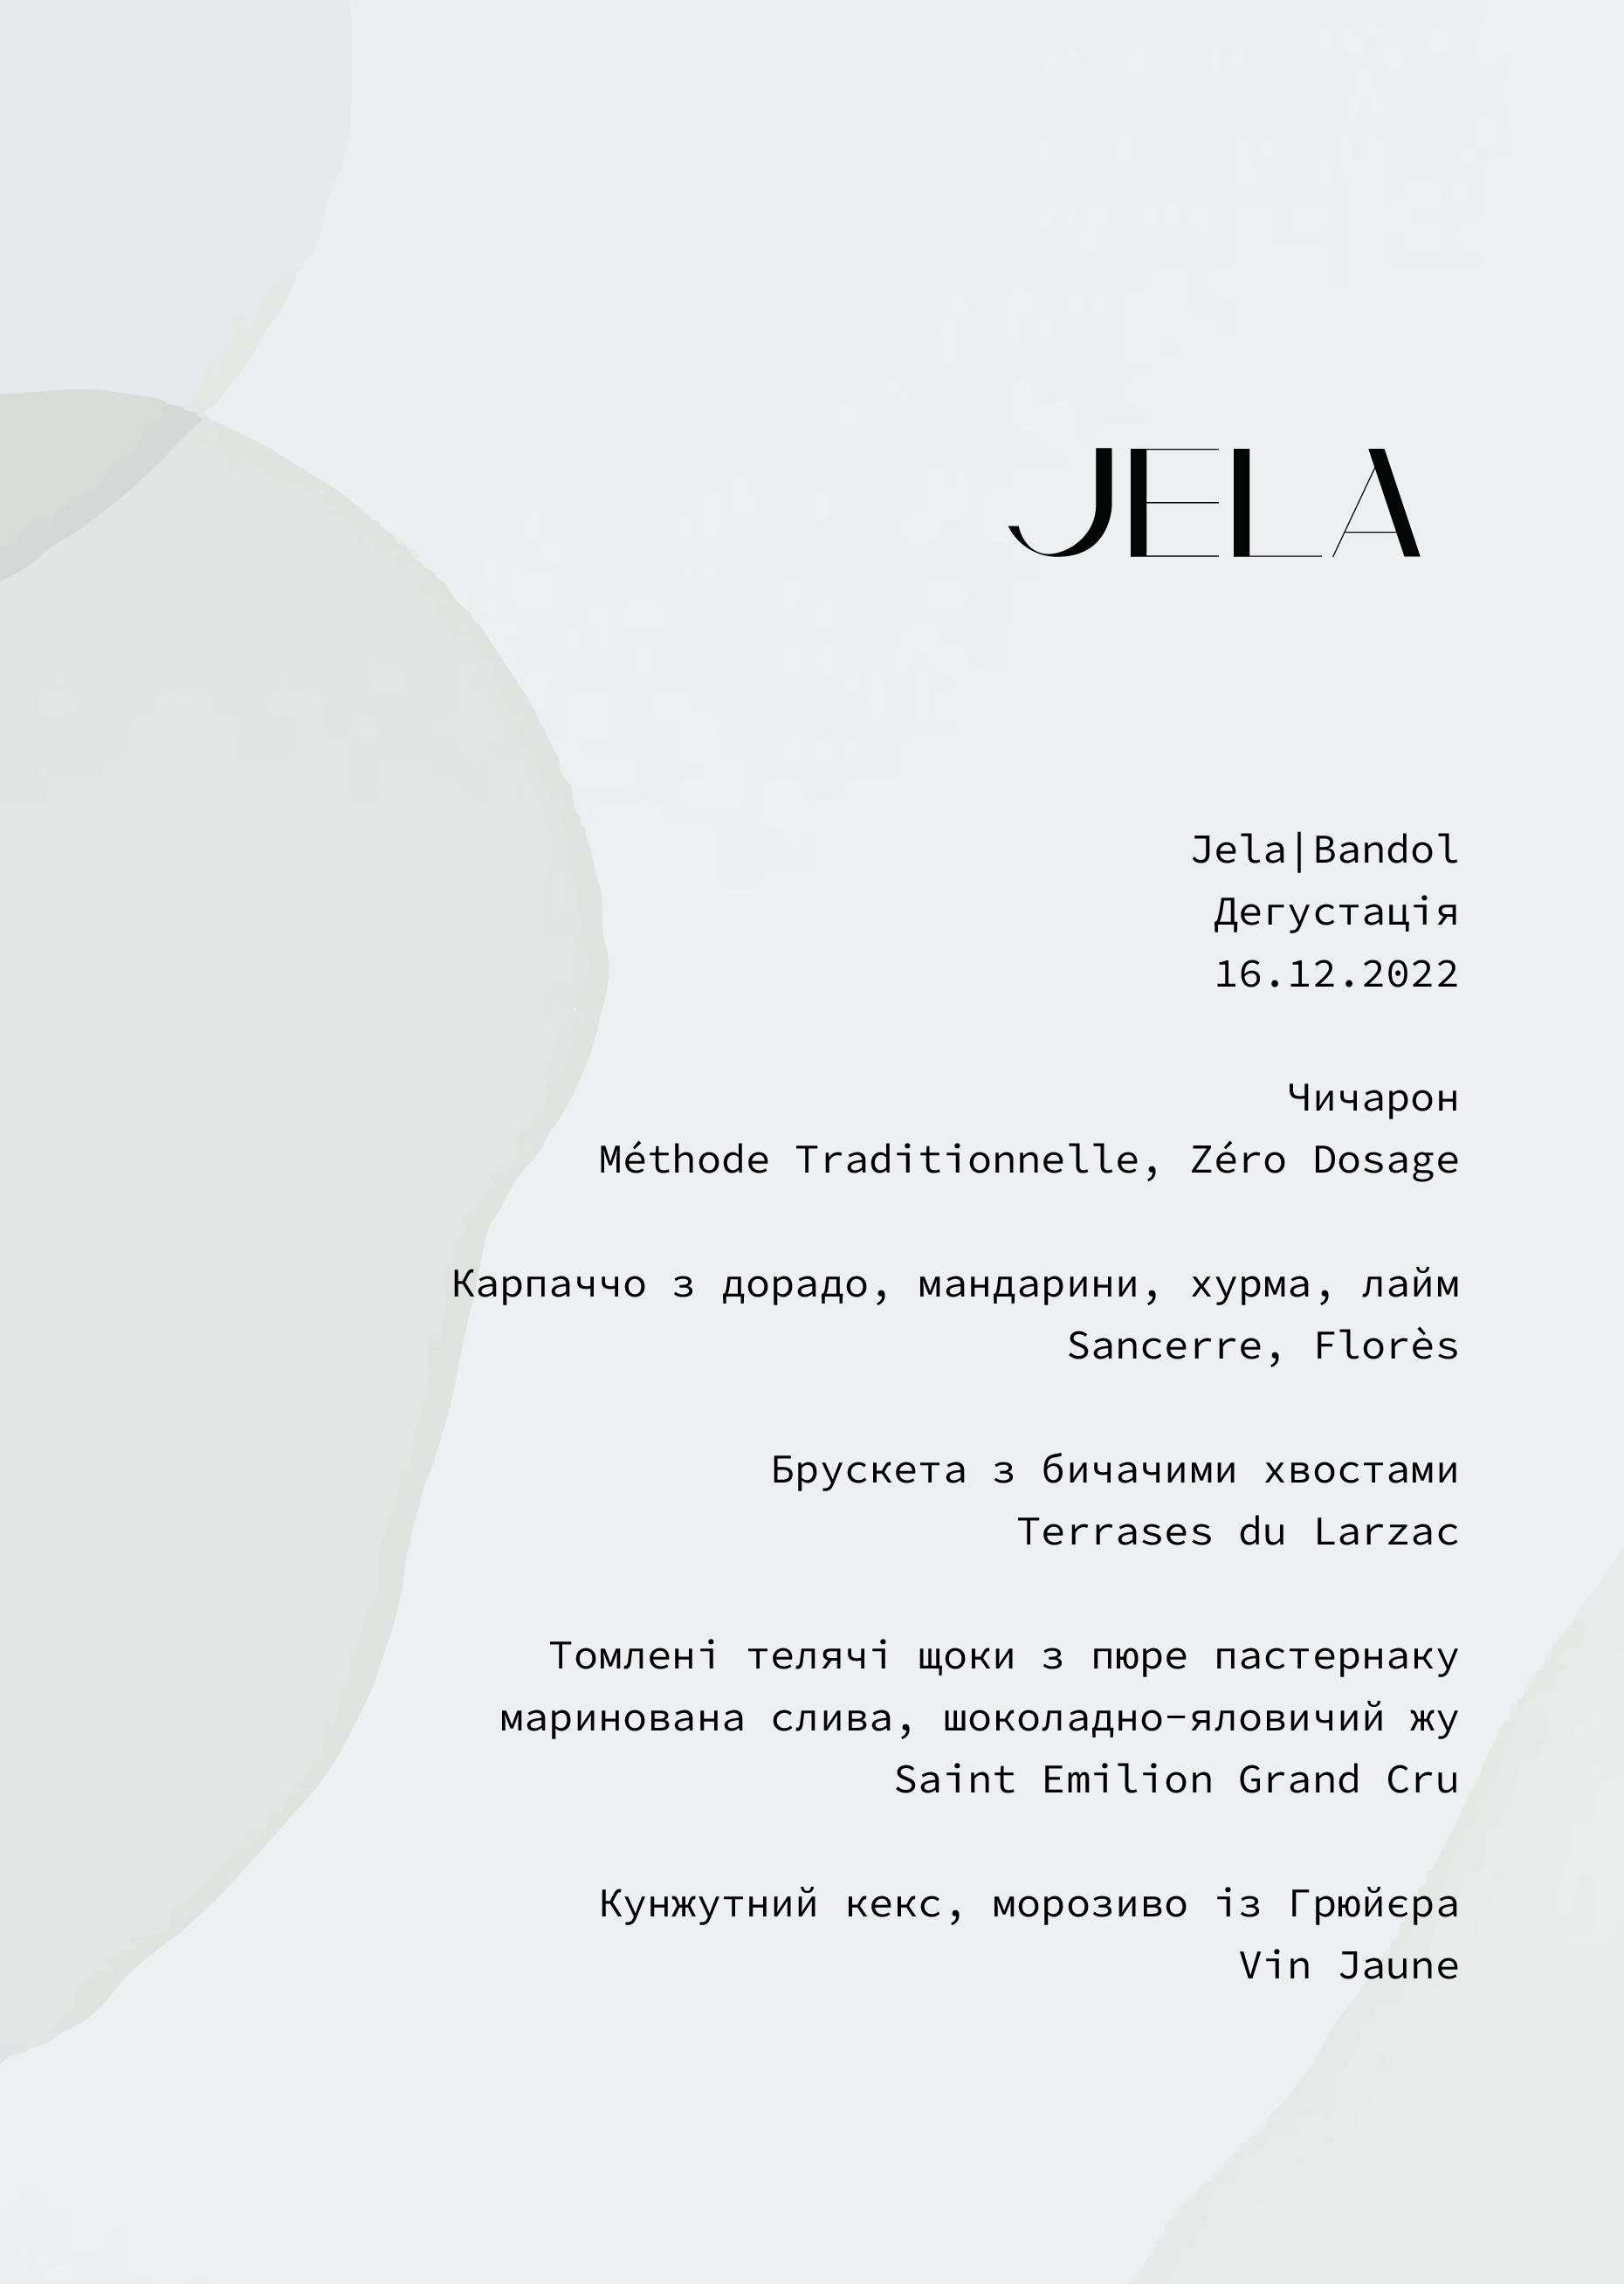 JELA
Jela|Bandol
Дегустація
16.12.2022
Чичарон
Méthode Traditionnelle, Zéro Dosage
Карпаччо з дорадо, мандарини, хурма, лайм
Sancerre, Florès
Брускета з бичачими хвостами
Terrases du Larzac
Томлені телячі щоки з пюре пастернаку
маринована слива, шоколадно-яловичий жу
Saint Emilion Grand Cru
Кунжутний кекс, морозиво із Грюйєра
Vin Jaune